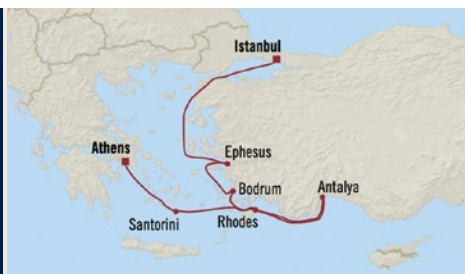 Istanbul
Athens
Ephesus
Bodrum
Antalya
Santorini
Rhodes